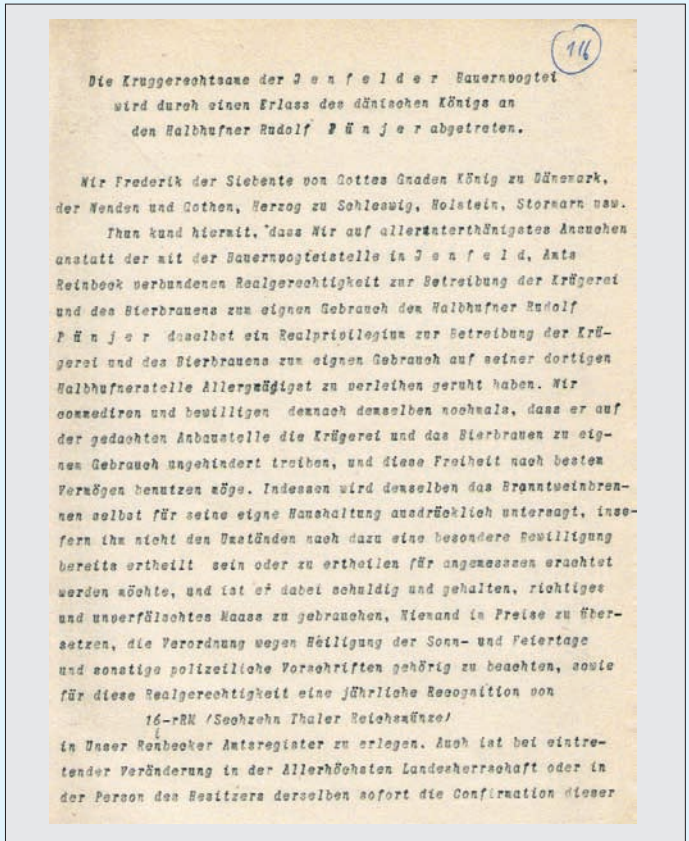 116
Die Kruggerechtsame der J e n f e l d e r Bauernvogtei
wird durch einen Erlass des dänischen Königs an
den Halbhufner Rudolf P ü n j e r abgetreten.
Wir Frederik der Siebente von Gottes Gnaden König zu Dänemark,
der Wenden und Gothen, Herzog zu Schleswig, Holstein, Stormarn usw.
Thun kund hiermit, dass Wir auf allerunterthänigstes Ansuchen
anstatt der mit der Bauernvogteistelle in J e n f e l d, Amts
Reinbeck verbundenen Realgerechtigkeit zur Betreibung der Krügerei
und des Bierbrauens zum eignen Gebrauch dem Halbhufner Rudolf
P ü n j e r daselbst ein Realprivilegium zur Betreibung der Krü-
gerei und des Bierbrauens zum eignen Gebrauch auf seiner dortigen
Halbhufnerstelle Allergnädigst zu verleihen geruht haben. Wir
commediren und bewilligen demnach demselben nochmals, dass er auf
der gedachten Anbaustelle die Krügerei und das Bierbrauen zu eig-
nem Gebrauch ungehindert treiben, und diese Freiheit nach bestem
Vermögen benutzen möge. Indessen wird demselben das Branntweinbren-
nen selbst für seine eigne Haushaltung ausdrücklich untersagt, inso-
fern ihm nicht den Umständen nach dazu eine besondere Bewilligung
bereits ertheilt sein oder zu ertheilen für angemesssen erachtet
werden möchte, und ist er dabei schuldig und gehalten, richtiges
und unverfälschtes Maass zu gebrauchen, Niemand im Preise zu über-
setzen, die Verordnung wegen Heiligung der Sonn- und Feiertage
und sonstige polizeiliche Vorschriften gehörig zu beachten, sowie
für diese Realgerechtigkeit eine jährliche Recognition von
16-rRM /Sechzehn Thaler Reichsmünze/
in Unser Renbecker Amtsregister zu erlegen. Auch ist bei eintre-
tender Veränderung in der Allerhöchsten Landesherrschaft oder in
der Person des Besitzers derselben sofort die Confirmation dieser